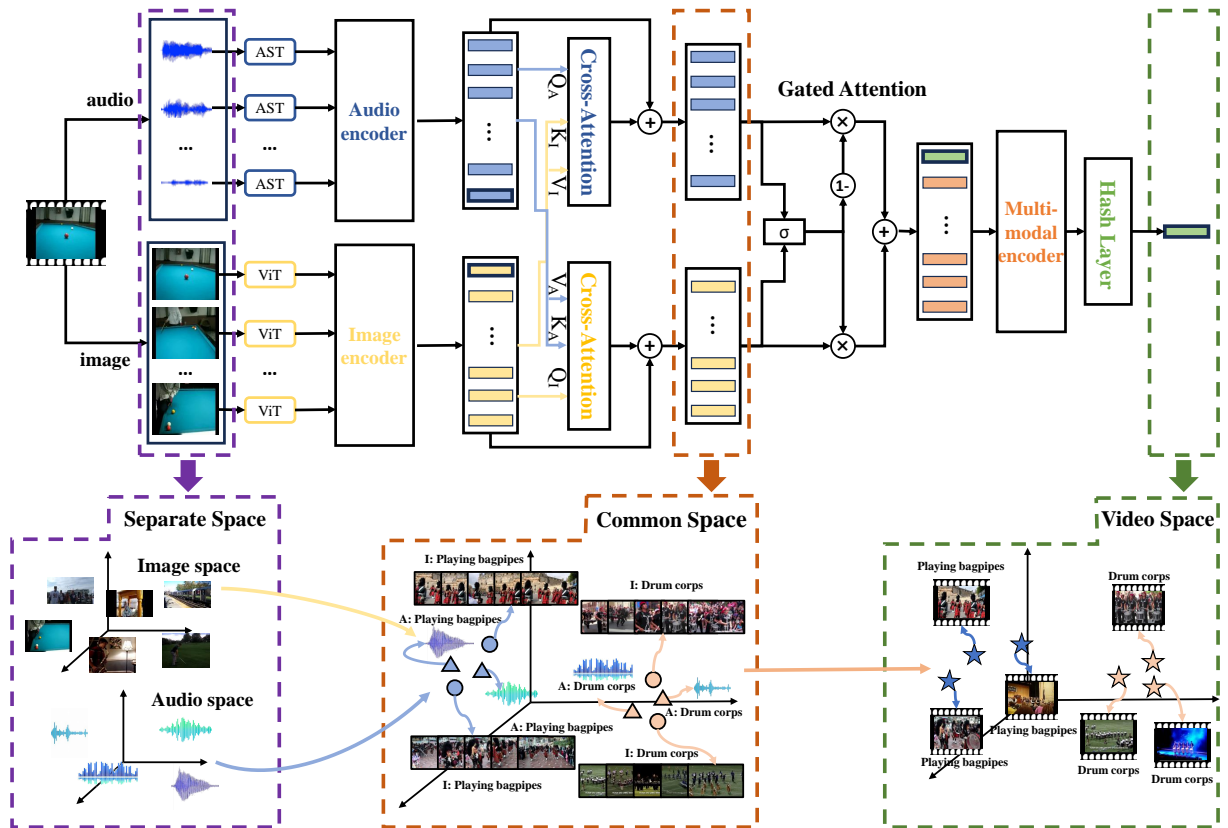 audio
image
...
...
AST
AST
...
AST
ViT
ViT
...
ViT
Audio
encoder
Image
encoder
...
...
Q_A
K_I
V_I
V_A
K_A
Q_I
Cross-Attention
Cross-Attention
+
+
...
...
Gated Attention
×
1-
σ
×
+
...
Multi-
modal
encoder
Hash Layer
Separate Space
Image space
Audio space
Common Space
I: Playing bagpipes
A: Playing bagpipes
I: Drum corps
A: Drum corps
A: Drum corps
A: Playing bagpipes
I: Playing bagpipes
I: Drum corps
Video Space
Playing bagpipes
Drum corps
Playing bagpipes
Playing bagpipes
Drum corps
Drum corps